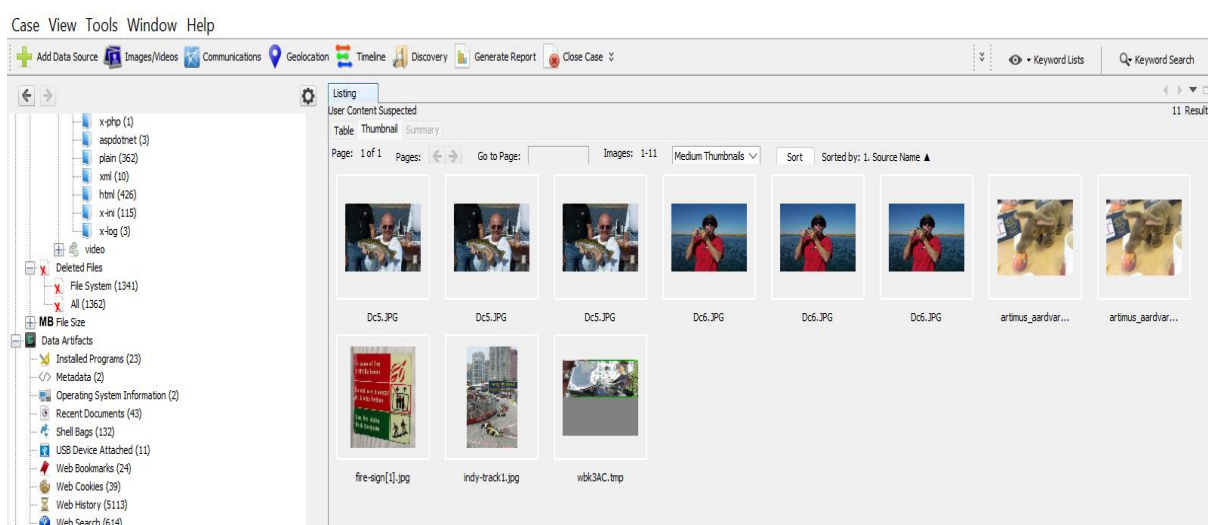 Case View Tools Window Help
Add Data Source Images/Videos Communications Geolocation Timeline Discovery Generate Report Close Case Keyword Lists Keyword Search
Listing
User Content Suspected 11 Result
Table Thumbnail Summary
Page: 1 of 1 Pages: Go to Page: Images: 1-11 Medium Thumbnails Sort Sorted by: 1. Source Name ▲
x-php (1)
aspdotnet (3)
plain (362)
xml (10)
html (426)
x-ini (115)
x-log (3)
video
Deleted Files
File System (1341)
All (1362)
MB File Size
Data Artifacts
Installed Programs (23)
Metadata (2)
Operating System Information (2)
Recent Documents (43)
Shell Bags (132)
USB Device Attached (11)
Web Bookmarks (24)
Web Cookies (39)
Web History (5113)
Web Search (614)
Dc5.JPG Dc5.JPG Dc5.JPG Dc6.JPG Dc6.JPG Dc6.JPG artimus_aardvar... artimus_aardvar...
fire-sign[1].jpg indy-track1.jpg wbk3AC.tmp